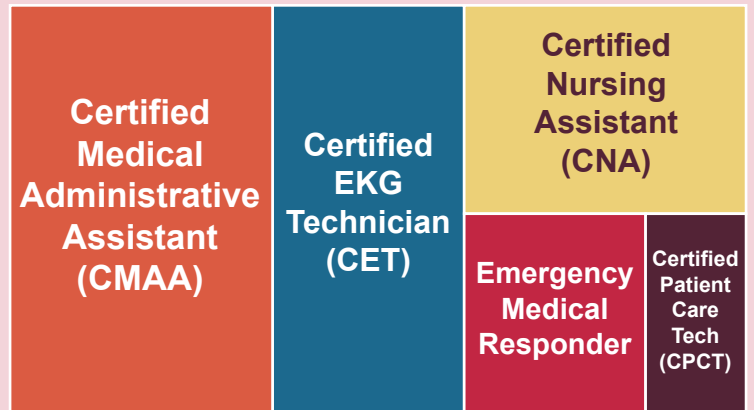 Certified
Medical
Administrative
Assistant
(CMAA)
Certified
EKG
Technician
(CET)
Certified
Nursing
Assistant
(CNA)
Emergency
Medical
Responder
Certified
Patient
Care
Tech
(CPCT)